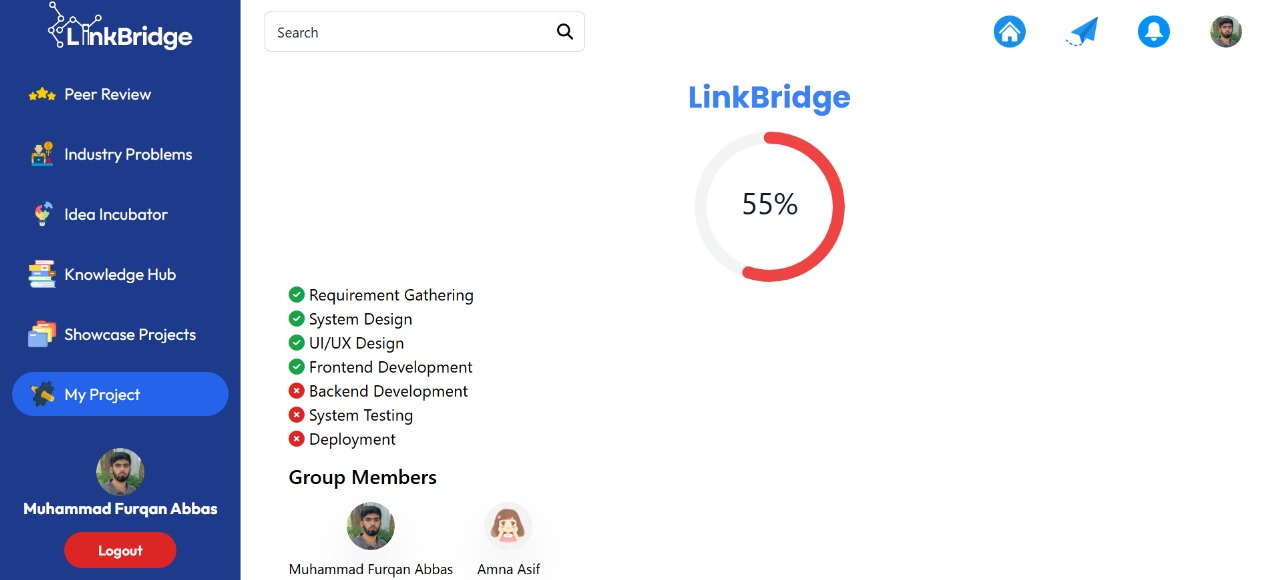 LinkBridge
Peer Review
Industry Problems
Idea Incubator
Knowledge Hub
Showcase Projects
My Project
Muhammad Furqan Abbas
Logout
Search
LinkBridge
55%
Requirement Gathering
System Design
UI/UX Design
Frontend Development
Backend Development
System Testing
Deployment
Group Members
Muhammad Furqan Abbas
Amna Asif